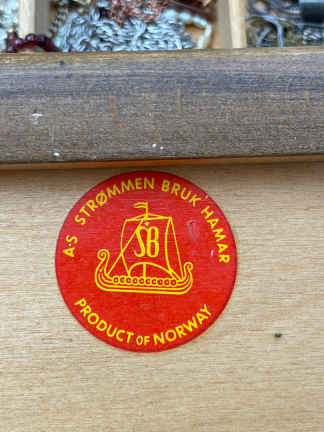 A-S STRØMMEN BRUK HAMAR
SB
PRODUCT OF NORWAY